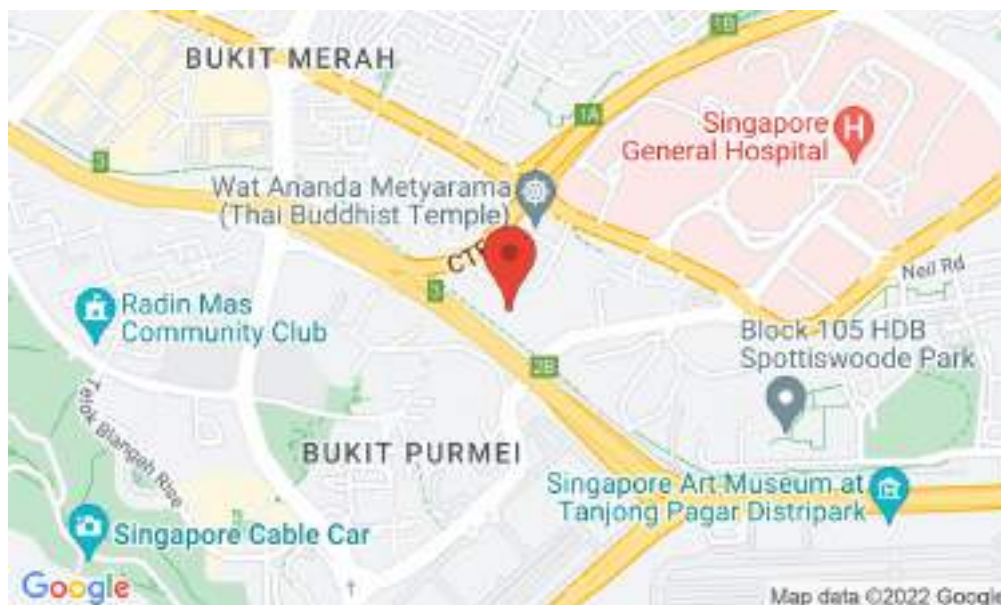 BUKIT MERAH
1B
1A
Singapore
General Hospital
H
3
Wat Ananda Metyarama
(Thai Buddhist Temple)
Neil Rd
3
Radin Mas
Community Club
Block 105 HDB
Spottiswoode Park
2B
Telok Blangah Rise
BUKIT PURMEI
Singapore Art Museum at
Tanjong Pagar Distripark
Singapore Cable Car
Google
Map data ©2022 Google